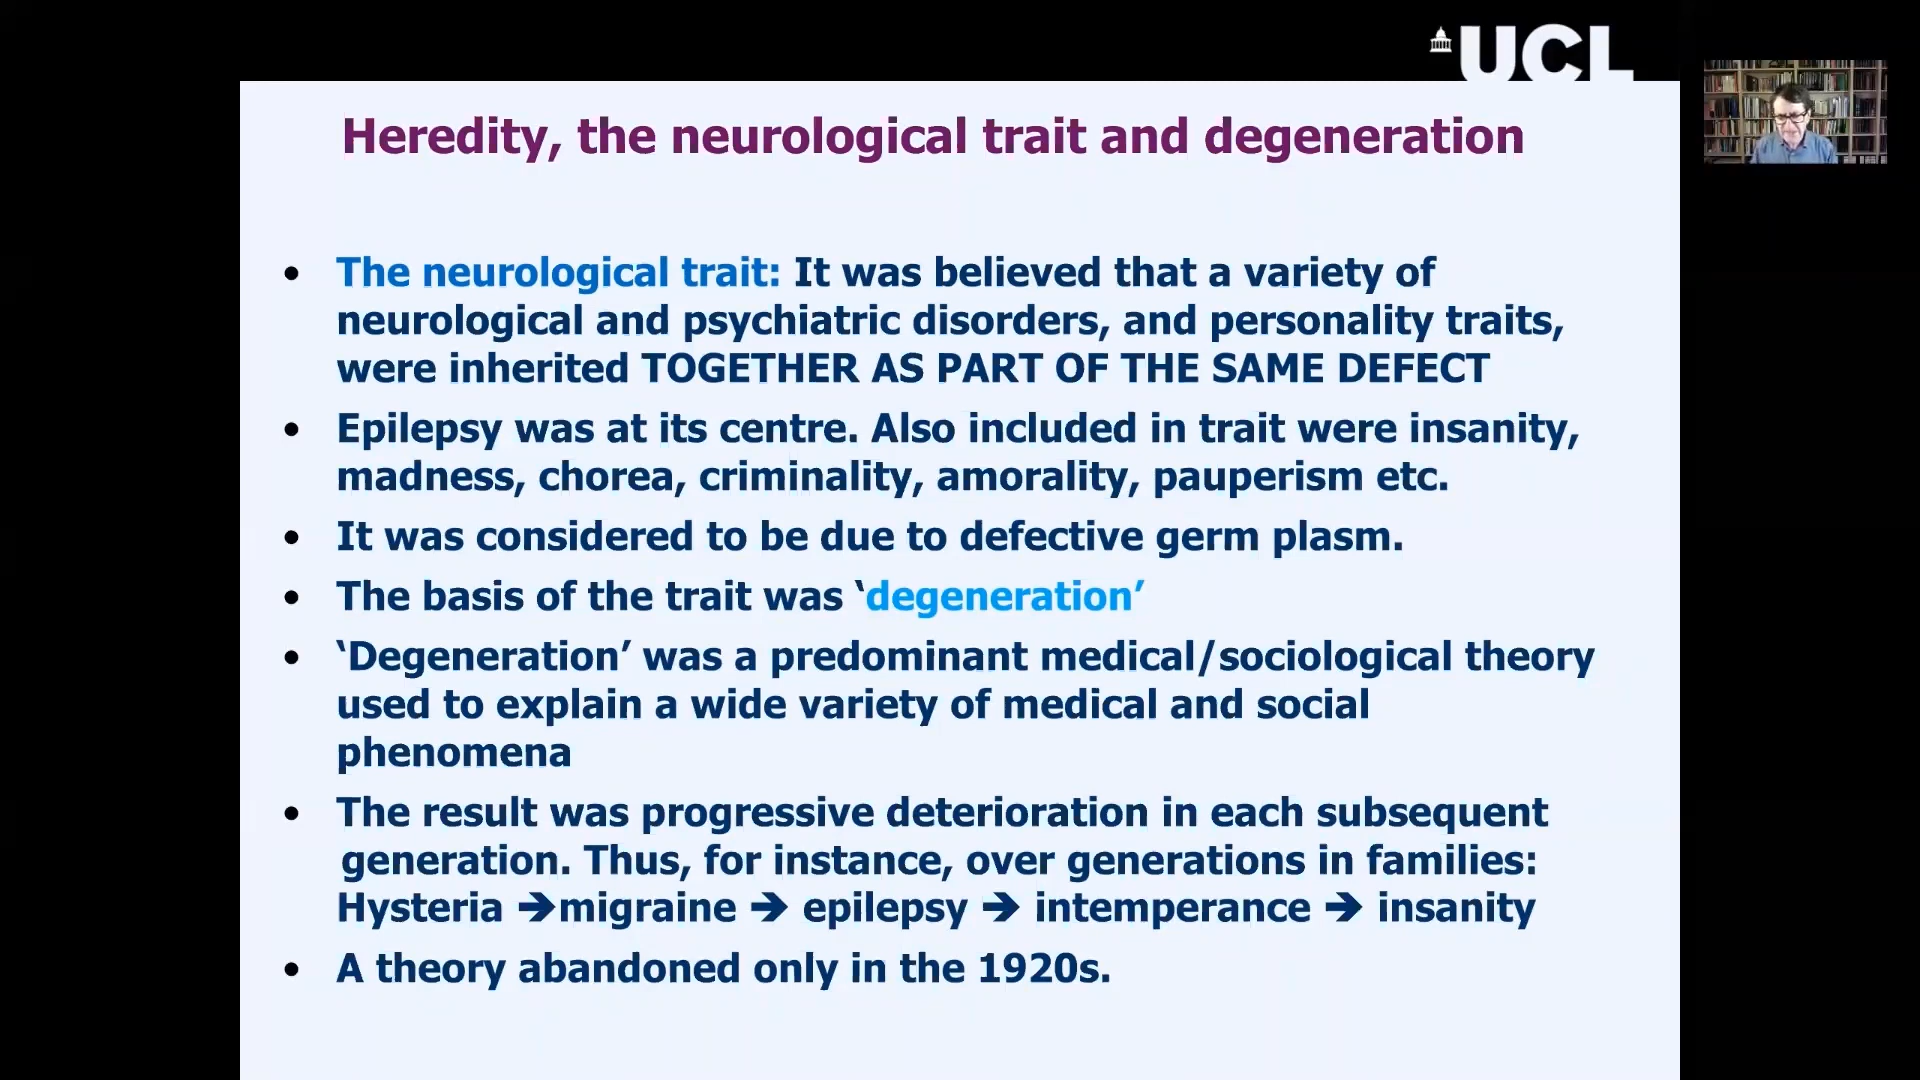 UCL
Heredity, the neurological trait and degeneration
• The neurological trait: It was believed that a variety of
neurological and psychiatric disorders, and personality traits,
were inherited TOGETHER AS PART OF THE SAME DEFECT
• Epilepsy was at its centre. Also included in trait were insanity,
madness, chorea, criminality, amorality, pauperism etc.
• It was considered to be due to defective germ plasm.
• The basis of the trait was ‘degeneration’
• ‘Degeneration’ was a predominant medical/sociological theory
used to explain a wide variety of medical and social
phenomena
• The result was progressive deterioration in each subsequent
generation. Thus, for instance, over generations in families:
Hysteria ➔migraine ➔ epilepsy ➔ intemperance ➔ insanity
• A theory abandoned only in the 1920s.